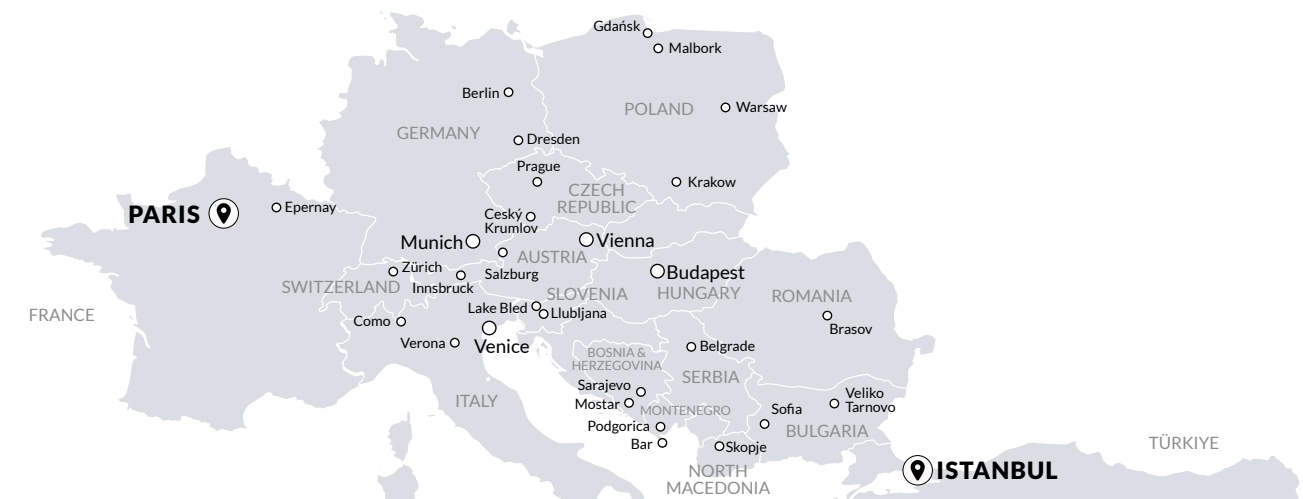 Gdańsk
Malbork
Berlin
POLAND
Warsaw
GERMANY
Dresden
Prague
CZECH
REPUBLIC
Krakow
PARIS
Epernay
Ceský
Krumlov
Munich
Vienna
AUSTRIA
Salzburg
Zürich
Innsbruck
SWITZERLAND
Budapest
HUNGARY
SLOVENIA
ROMANIA
FRANCE
Lake Bled
Llubljana
Como
Verona
Venice
Brasov
BOSNIA &
HERZEGOVINA
Belgrade
SERBIA
Sarajevo
Mostar
ITALY
MONTENEGRO
Veliko
Tarnovo
Sofia
BULGARIA
Podgorica
Bar
Skopje
NORTH
MACEDONIA
ISTANBUL
TÜRKIYE